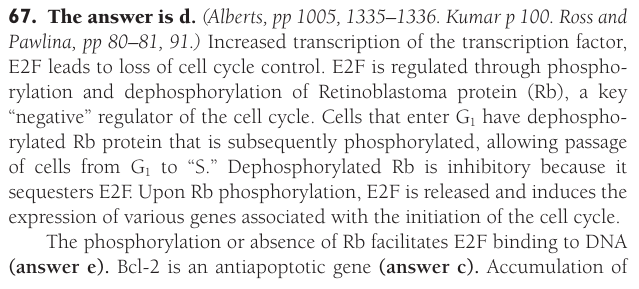 67. The answer is d. (Alberts, pp 1005, 1335–1336. Kumar p 100. Ross and
Pawlina, pp 80–81, 91.) Increased transcription of the transcription factor,
E2F leads to loss of cell cycle control. E2F is regulated through phospho-
rylation and dephosphorylation of Retinoblastoma protein (Rb), a key
“negative” regulator of the cell cycle. Cells that enter G₁ have dephospho-
rylated Rb protein that is subsequently phosphorylated, allowing passage
of cells from G₁ to “S.” Dephosphorylated Rb is inhibitory because it
sequesters E2F. Upon Rb phosphorylation, E2F is released and induces the
expression of various genes associated with the initiation of the cell cycle.
The phosphorylation or absence of Rb facilitates E2F binding to DNA
(answer e). Bcl-2 is an antiapoptotic gene (answer c). Accumulation of